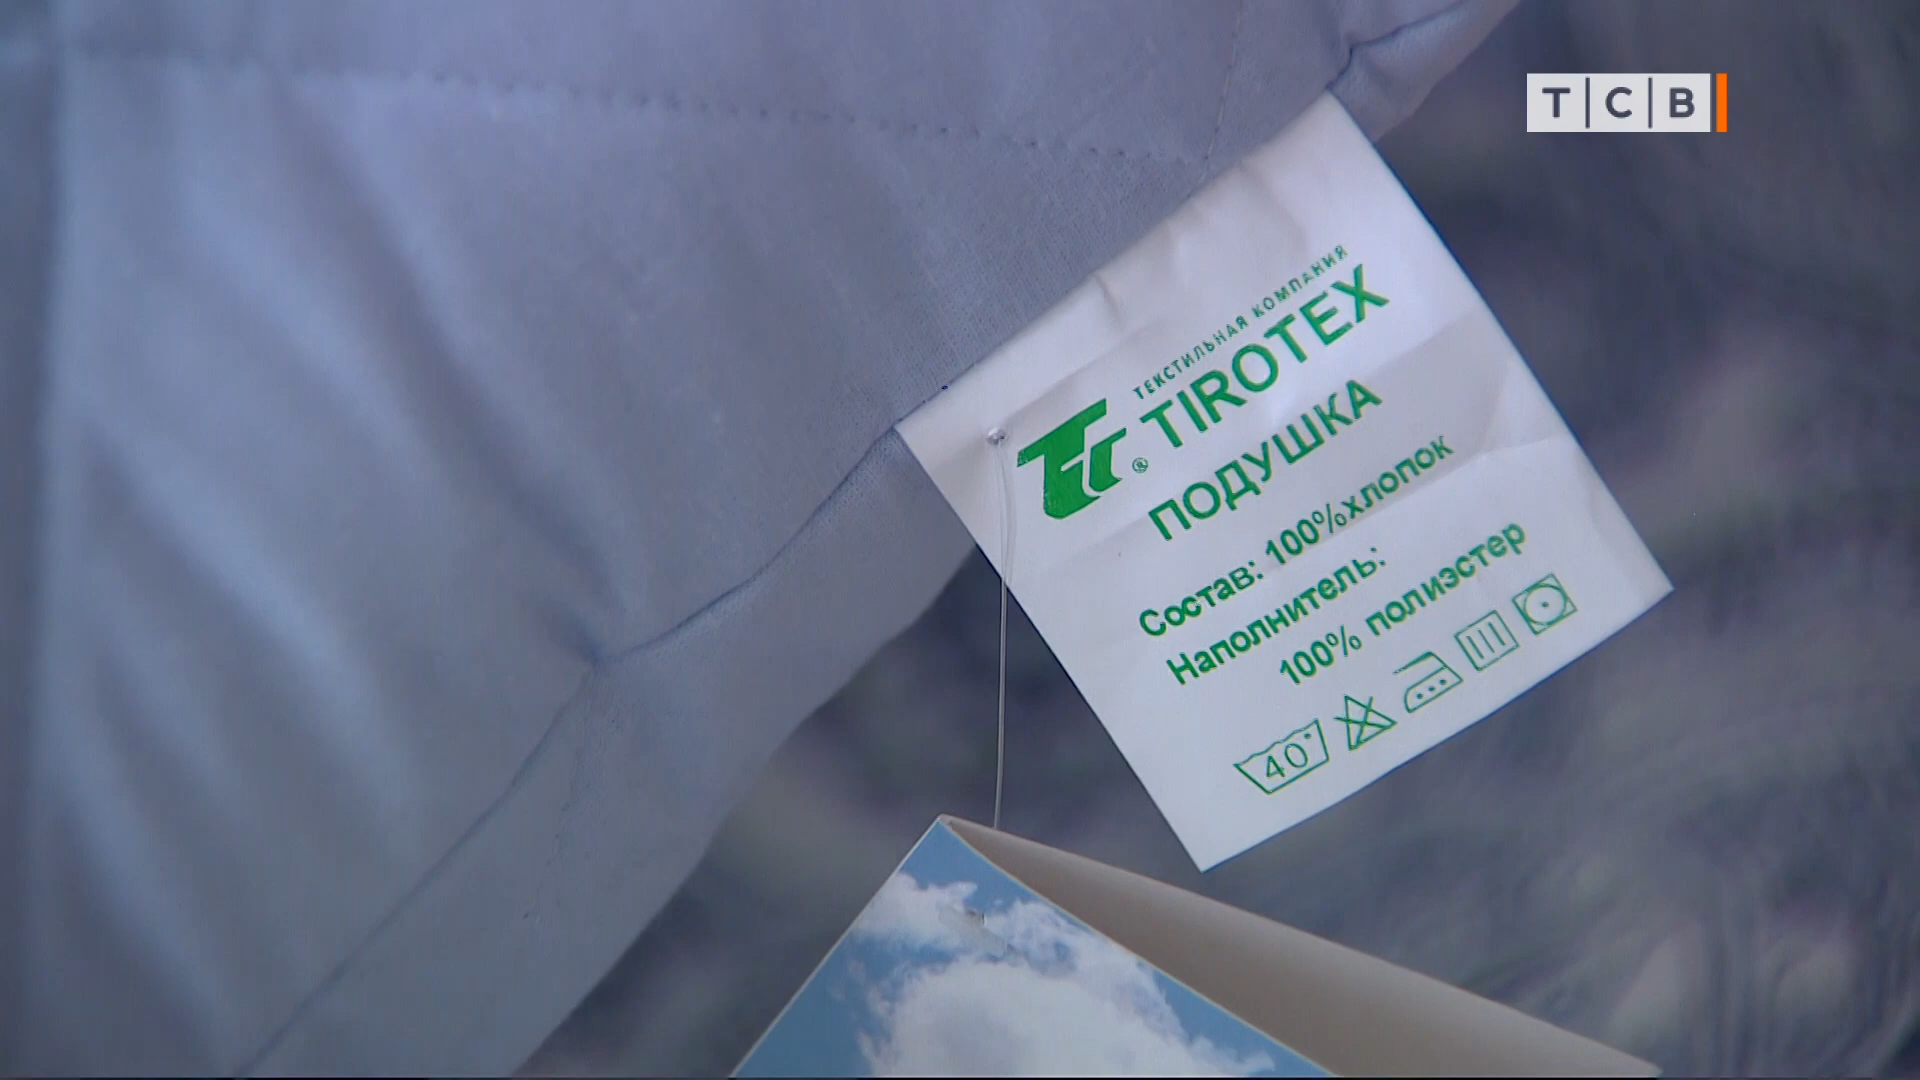 ТСВ
ТЕКСТИЛЬНАЯ КОМПАНИЯ
TIROTEX
ПОДУШКА
Состав: 100%хлопок
Наполнитель:
100% полиэстер
40°